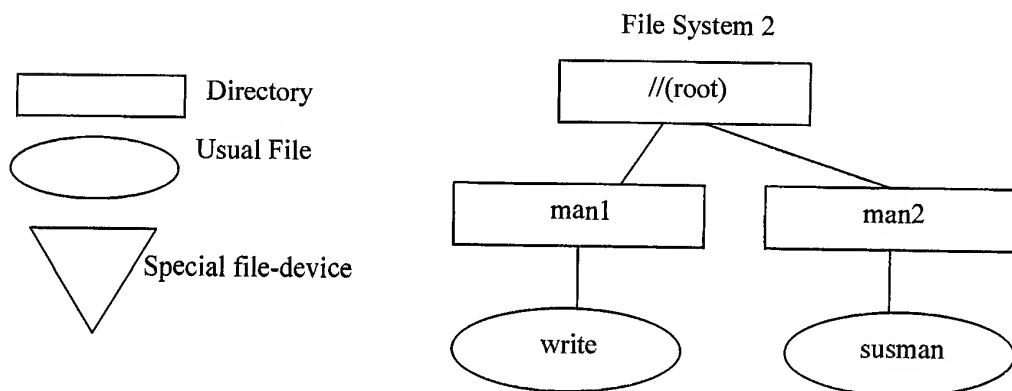 File System 2
Directory
Usual File
Special file-device
//(root)
man1
man2
write
susman